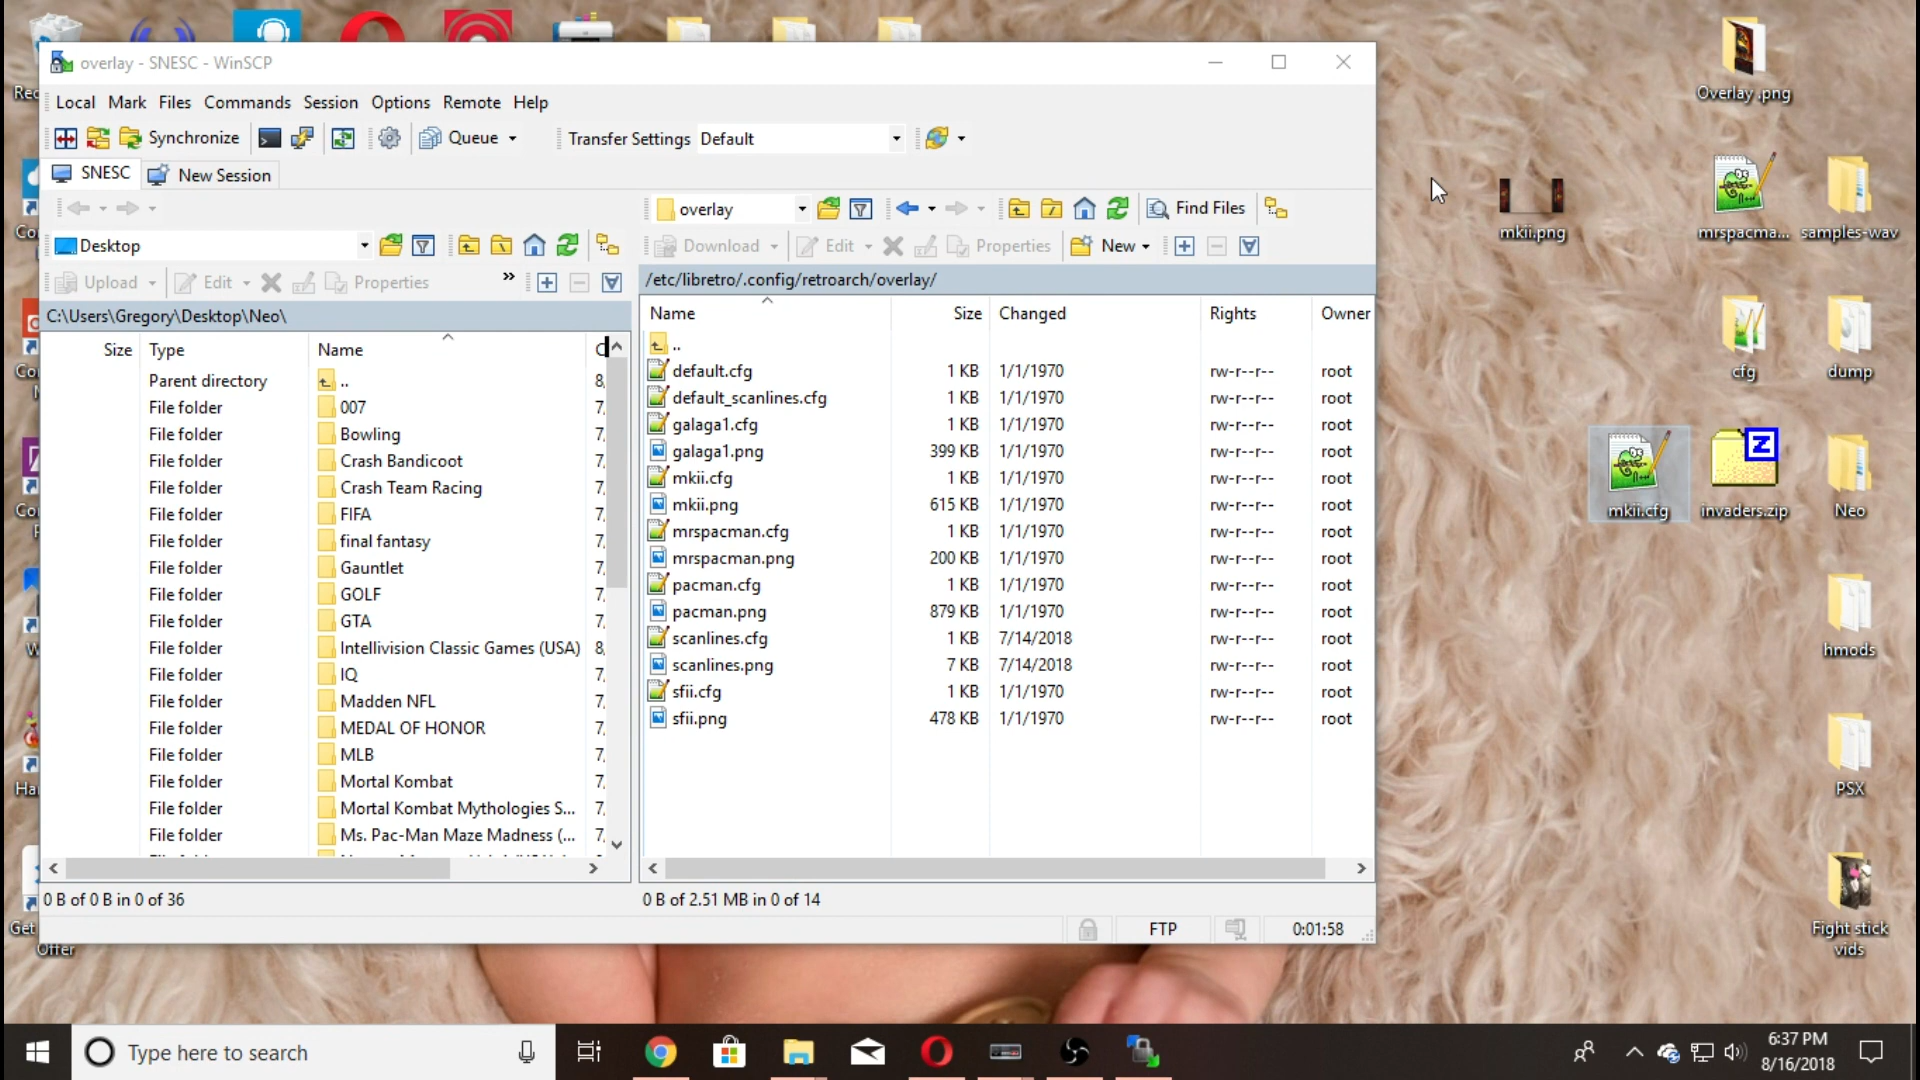 overlay - SNESC - WinSCP
Local Mark Files Commands Session Options Remote Help
Synchronize Queue Transfer Settings Default
SNESC New Session
overlay Find Files
Desktop Download Edit Properties New
Upload Edit Properties
/etc/libretro/.config/retroarch/overlay/
C:\Users\Gregory\Desktop\Neo\
Name Size Changed Rights Owner
Size Type Name
..
Parent directory ..
File folder 007
File folder Bowling
File folder Crash Bandicoot
File folder Crash Team Racing
File folder FIFA
File folder final fantasy
File folder Gauntlet
File folder GOLF
File folder GTA
File folder Intellivision Classic Games (USA)
File folder IQ
File folder Madden NFL
File folder MEDAL OF HONOR
File folder MLB
File folder Mortal Kombat
File folder Mortal Kombat Mythologies S...
File folder Ms. Pac-Man Maze Madness (...
default.cfg 1 KB 1/1/1970 rw-r--r-- root
default_scanlines.cfg 1 KB 1/1/1970 rw-r--r-- root
galaga1.cfg 1 KB 1/1/1970 rw-r--r-- root
galaga1.png 399 KB 1/1/1970 rw-r--r-- root
mkii.cfg 1 KB 1/1/1970 rw-r--r-- root
mkii.png 615 KB 1/1/1970 rw-r--r-- root
mrspacman.cfg 1 KB 1/1/1970 rw-r--r-- root
mrspacman.png 200 KB 1/1/1970 rw-r--r-- root
pacman.cfg 1 KB 1/1/1970 rw-r--r-- root
pacman.png 879 KB 1/1/1970 rw-r--r-- root
scanlines.cfg 1 KB 7/14/2018 rw-r--r-- root
scanlines.png 7 KB 7/14/2018 rw-r--r-- root
sfii.cfg 1 KB 1/1/1970 rw-r--r-- root
sfii.png 478 KB 1/1/1970 rw-r--r-- root
0 B of 0 B in 0 of 36
0 B of 2.51 MB in 0 of 14
FTP 0:01:58
Overlay .png
mkii.png
mrspacma...
samples-wav
cfg
dump
mkii.cfg
invaders.zip
Neo
hmods
PSX
Fight stick
vids
Get
Offer
Type here to search
6:37 PM
8/16/2018